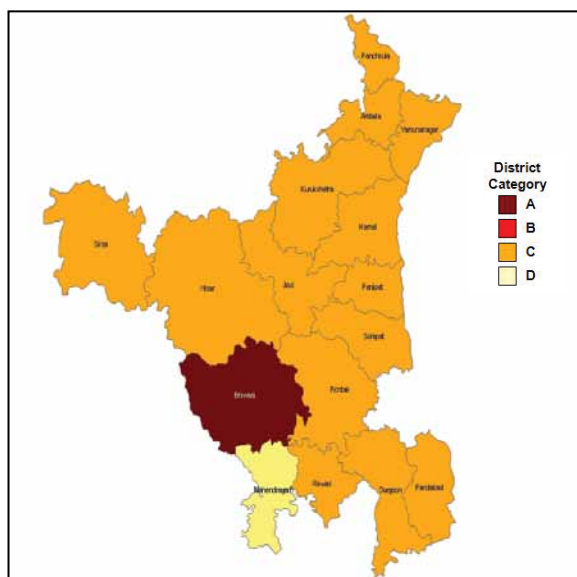 Panchkula
Ambala
Yamunanagar
Kurukshetra
Karnal
Sirsa
Hisar
Jind
Panipat
Sonipat
Bhiwani
Rohtak
Mahendragarh
Rewari
Gurgaon
Faridabad
District
Category
A
B
C
D